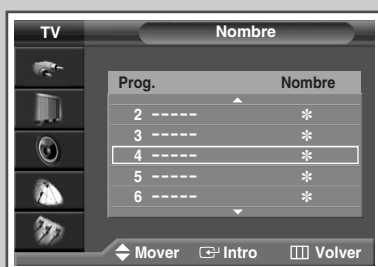 TV Nombre
Prog. Nombre
2 ----- *
3 ----- *
4 ----- *
5 ----- *
6 ----- *
Mover Intro Volver